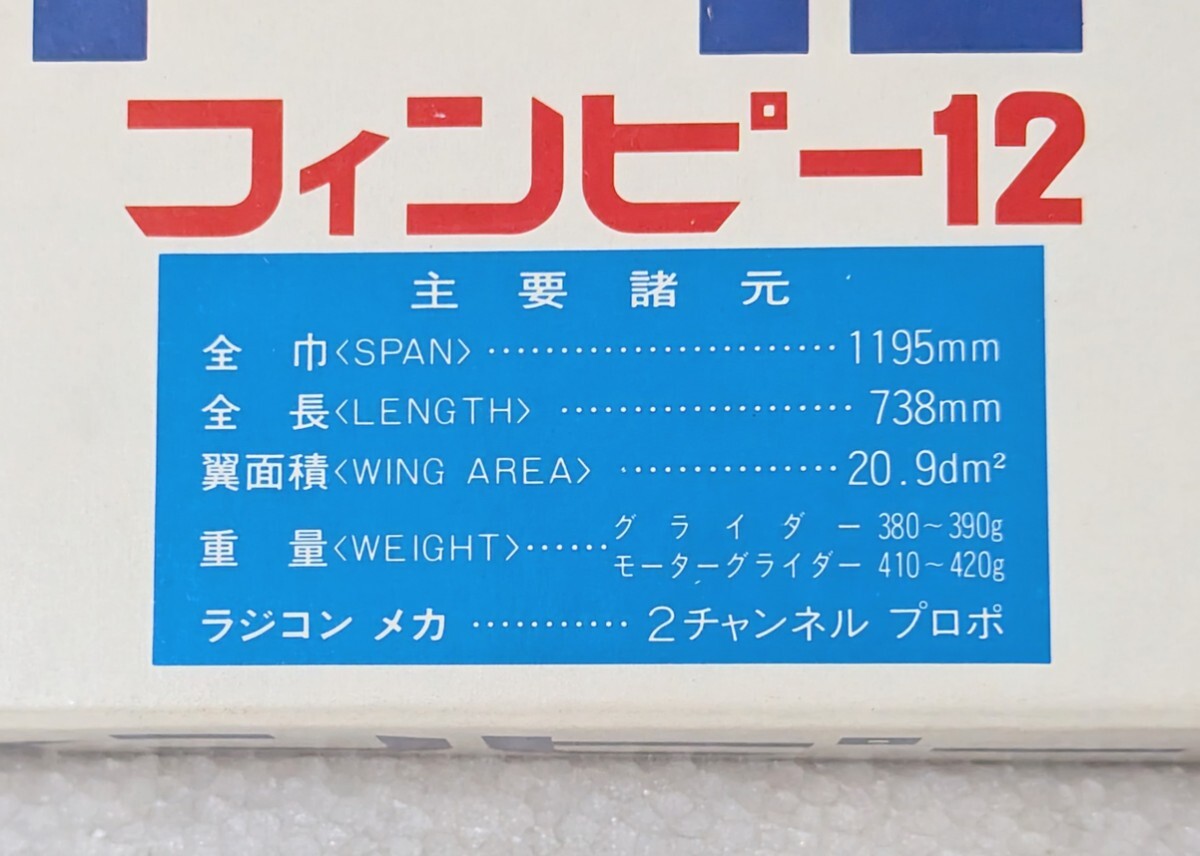 フィンピー12
主要諸元
全巾〈SPAN〉························1195mm
全長〈LENGTH〉····················738mm
翼面積〈WING AREA〉···············20.9dm²
重量〈WEIGHT〉······グライダー 380～390g
モーターグライダー 410～420g
ラジコン メカ ···········2チャンネル プロポ